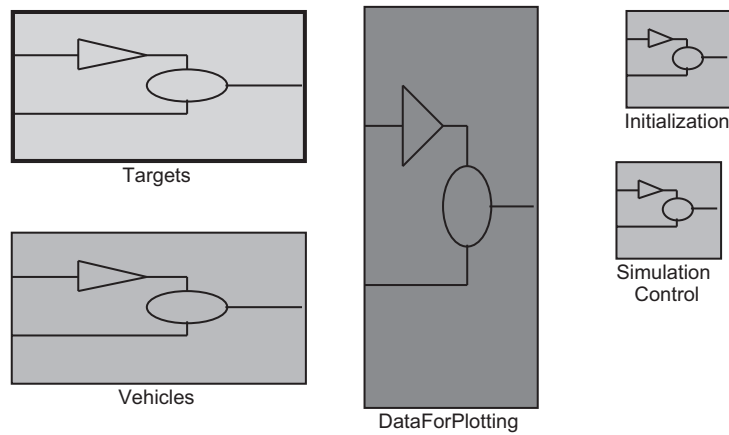 Targets
Vehicles
DataForPlotting
Initialization
Simulation
Control